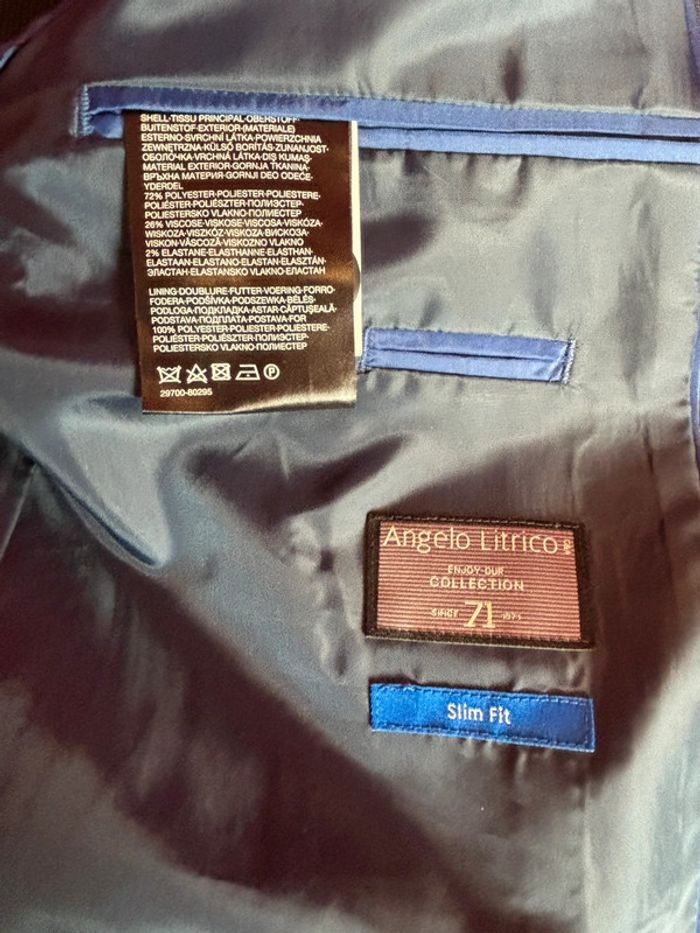 SHELL·TISSU PRINCIPAL·OBERSTOFF·
BUITENSTOF·EXTERIOR·(MATERIALE)
ESTERNO·SVRCHNÍ LÁTKA·POWIERZCHNIA
ZEWNĘTRZNA·KÜLSŐ BORÍTÁS·ZUNANJOST·
ОБОЛОЧКА·VRCHNÁ LÁTKA·DIŞ KUMAŞ·
MATERIAL EXTERIOR·GORNJA TKANINA·
ВРЪХНА МАТЕРИЯ·GORNJI DEO ODEĆE·
YDERDEL
72% POLYESTER·POLIESTER·POLIESTERE·
POLIÉSTER·POLIÉSZTER·ПОЛИЭСТЕР·
POLIESTERSKO VLAKNO·ПОЛИЕСТЕР
26% VISCOSE·VISKOSE·VISCOSA·VISKÓZA·
WISKOZA·VISZKÓZ·VISKOZA·ВИСКОЗА·
VISKON·VÂSCOZĂ·VISKOZNO VLAKNO
2% ELASTANE·ELASTHANNE·ELASTHAN·
ELASTAAN·ELASTANO·ELASTAN·ELASZTÁN·
ЭЛАСТАН·ELASTANSKO VLAKNO·ЕЛАСТАН
LINING·DOUBLURE·FUTTER·VOERING·FORRO·
FODERA·PODŠÍVKA·PODSZEWKA·BÉLÉS·
PODLOGA·ПОДКЛАДКА·ASTAR·CĂPTUŞEALĂ·
PODSTAVA·ПОДПЛАТА·POSTAVA·FOR
100% POLYESTER·POLIESTER·POLIESTERE·
POLIÉSTER·POLIÉSZTER·ПОЛИЭСТЕР·
POLIESTERSKO VLAKNO·ПОЛИЕСТЕР
29700-80295
Angelo Litrico
ENJOY·OUR
COLLECTION
SINCE 71
Slim Fit